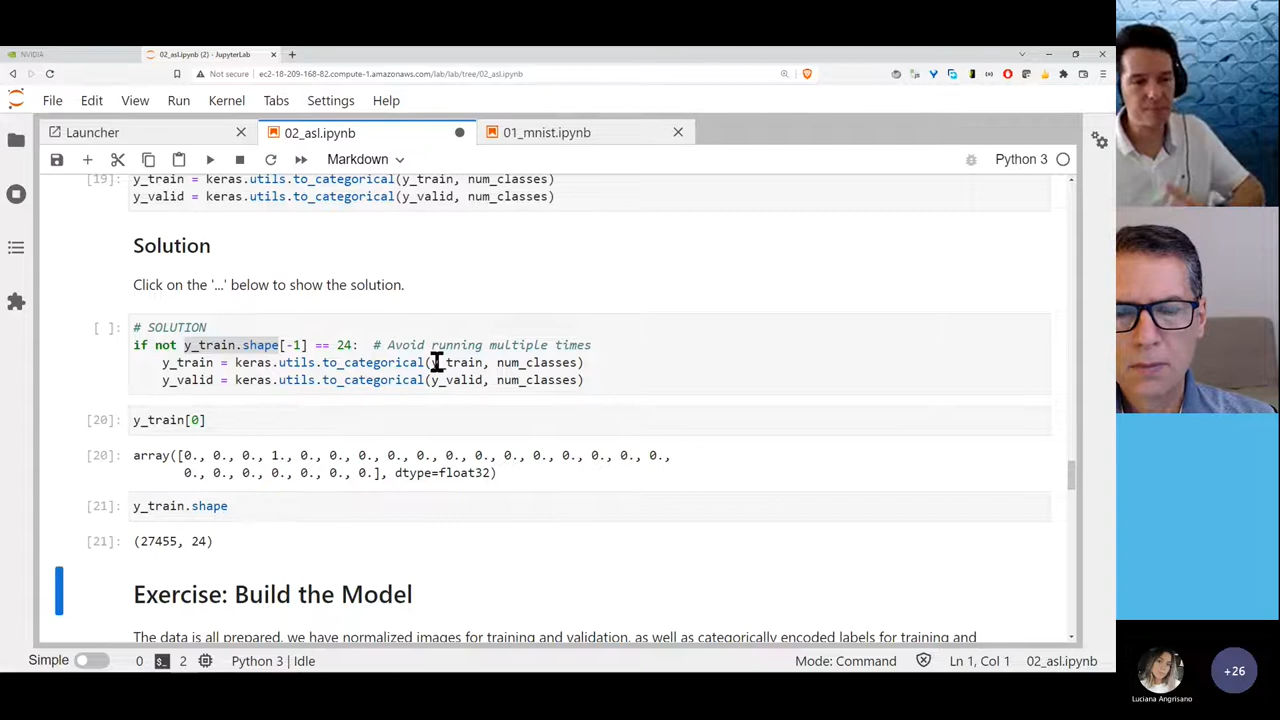 NVIDIA
02_asl.ipynb (2) - JupyterLab
Not secure
ec2-18-209-168-82.compute-1.amazonaws.com/lab/lab/tree/02_asl.ipynb
File Edit View Run Kernel Tabs Settings Help
Launcher
02_asl.ipynb
01_mnist.ipynb
Markdown
Python 3
[19]: y_train = keras.utils.to_categorical(y_train, num_classes)
y_valid = keras.utils.to_categorical(y_valid, num_classes)
Solution
Click on the '...' below to show the solution.
[ ]: # SOLUTION
if not y_train.shape[-1] == 24:  # Avoid running multiple times
    y_train = keras.utils.to_categorical(y_train, num_classes)
    y_valid = keras.utils.to_categorical(y_valid, num_classes)
[20]: y_train[0]
[20]: array([0., 0., 0., 1., 0., 0., 0., 0., 0., 0., 0., 0., 0., 0., 0., 0., 0.,
       0., 0., 0., 0., 0., 0., 0.], dtype=float32)
[21]: y_train.shape
[21]: (27455, 24)
Exercise: Build the Model
The data is all prepared, we have normalized images for training and validation, as well as categorically encoded labels for training and
Simple 0 2 Python 3 | Idle Mode: Command Ln 1, Col 1 02_asl.ipynb
Luciana Angrisano
+26